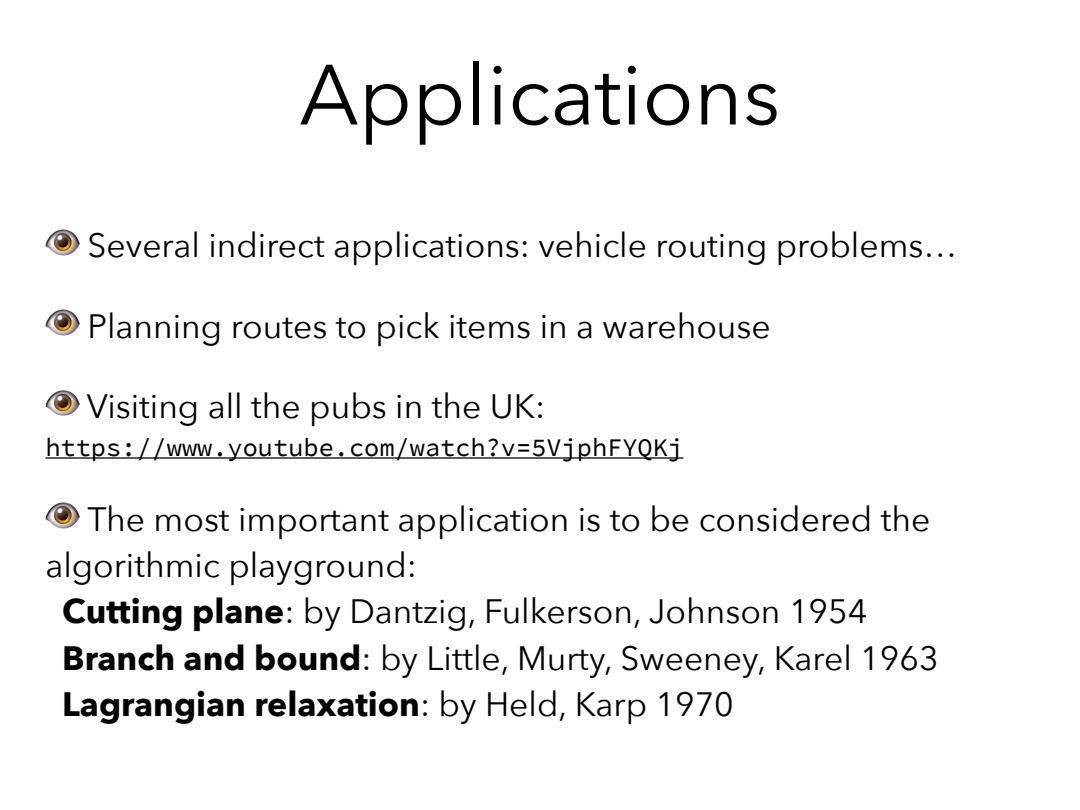 Applications
👁 Several indirect applications: vehicle routing problems…
👁 Planning routes to pick items in a warehouse
👁 Visiting all the pubs in the UK:
https://www.youtube.com/watch?v=5VjphFYQKj
👁 The most important application is to be considered the
algorithmic playground:
Cutting plane: by Dantzig, Fulkerson, Johnson 1954
Branch and bound: by Little, Murty, Sweeney, Karel 1963
Lagrangian relaxation: by Held, Karp 1970